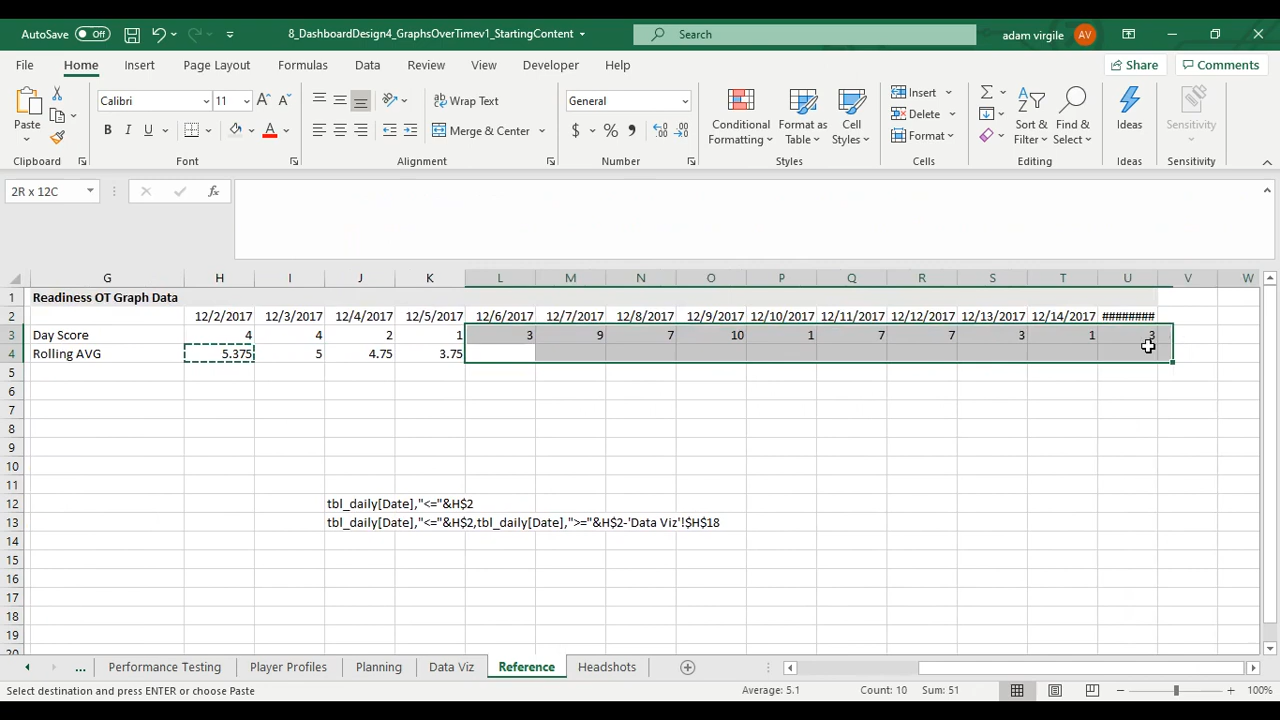 AutoSave Off 8_DashboardDesign4_GraphsOverTimev1_StartingContent Search adam virgile AV
File Home Insert Page Layout Formulas Data Review View Developer Help Share Comments
Calibri 11 Wrap Text General Insert
Paste Conditional Format as Cell Delete Sort & Find & Ideas Sensitivity
B I U Merge & Center $ % Formatting Table Styles Format Filter Select
Clipboard Font Alignment Number Styles Cells Editing Ideas Sensitivity
2R x 12C fx
G H I J K L M N O P Q R S T U V W
1 Readiness OT Graph Data
2 12/2/2017 12/3/2017 12/4/2017 12/5/2017 12/6/2017 12/7/2017 12/8/2017 12/9/2017 12/10/2017 12/11/2017 12/12/2017 12/13/2017 12/14/2017 ########
3 Day Score 4 4 2 1 3 9 7 10 1 7 7 3 1 3
4 Rolling AVG 5.375 5 4.75 3.75
5
6
7
8
9
10
11
12 tbl_daily[Date],"<="&H$2
13 tbl_daily[Date],"<="&H$2,tbl_daily[Date],">="&H$2-'Data Viz'!$H$18
14
15
16
17
18
19
20
... Performance Testing Player Profiles Planning Data Viz Reference Headshots
Select destination and press ENTER or choose Paste Average: 5.1 Count: 10 Sum: 51 100%